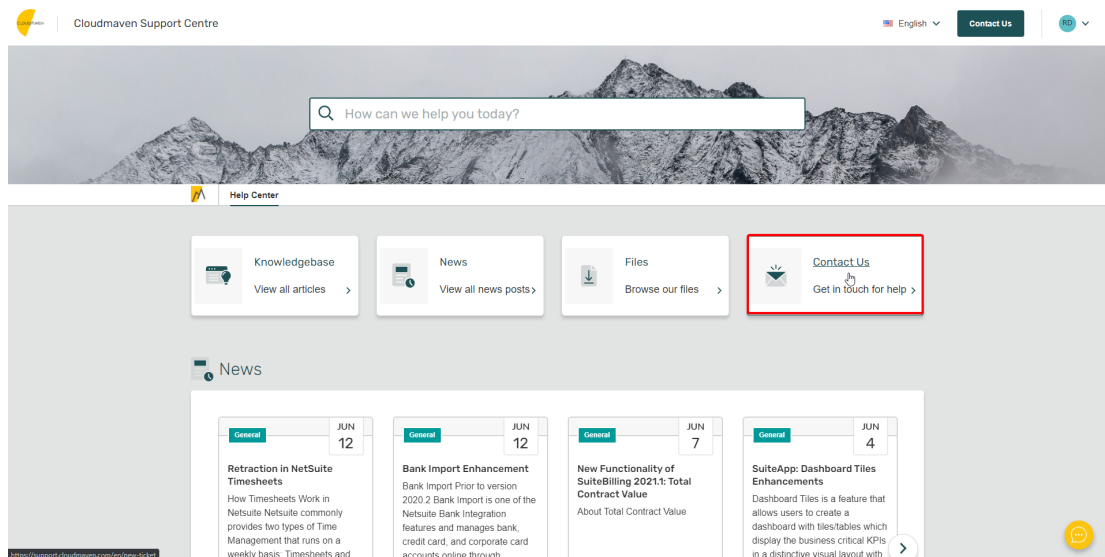 CLOUDMAVEN
Cloudmaven Support Centre
English
Contact Us
RD
How can we help you today?
Help Center
Knowledgebase
View all articles
News
View all news posts
Files
Browse our files
Contact Us
Get in touch for help
News
General
JUN
12
Retraction in NetSuite
Timesheets
How Timesheets Work in
Netsuite Netsuite commonly
provides two types of Time
Management that runs on a
weekly basis: Timesheets and
General
JUN
12
Bank Import Enhancement
Bank Import Prior to version
2020.2 Bank Import is one of the
Netsuite Bank Integration
features and manages bank,
credit card, and corporate card
accounts online through
General
JUN
7
New Functionality of
SuiteBilling 2021.1: Total
Contract Value
About Total Contract Value
General
JUN
4
SuiteApp: Dashboard Tiles
Enhancements
Dashboard Tiles is a feature that
allows users to create a
dashboard with tiles/tables which
display the business critical KPIs
in a distinctive visual layout with
https://support.cloudmaven.com/en/new-ticket